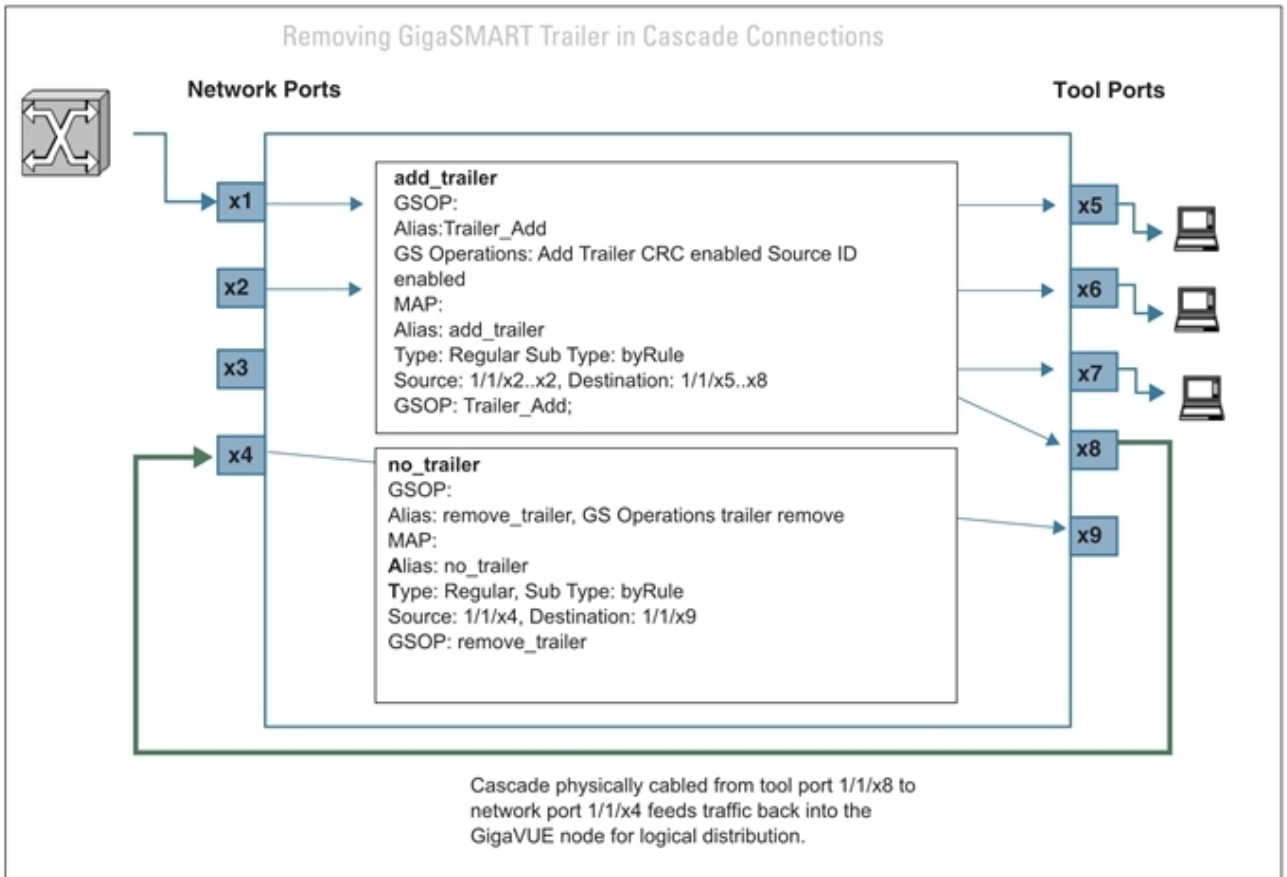 Removing GigaSMART Trailer in Cascade Connections
Network Ports
Tool Ports
x1
x2
x3
x4
add_trailer
GSOP:
Alias:Trailer_Add
GS Operations: Add Trailer CRC enabled Source ID
enabled
MAP:
Alias: add_trailer
Type: Regular Sub Type: byRule
Source: 1/1/x2..x2, Destination: 1/1/x5..x8
GSOP: Trailer_Add;
no_trailer
GSOP:
Alias: remove_trailer, GS Operations trailer remove
MAP:
Alias: no_trailer
Type: Regular, Sub Type: byRule
Source: 1/1/x4, Destination: 1/1/x9
GSOP: remove_trailer
x5
x6
x7
x8
x9
Cascade physically cabled from tool port 1/1/x8 to
network port 1/1/x4 feeds traffic back into the
GigaVUE node for logical distribution.